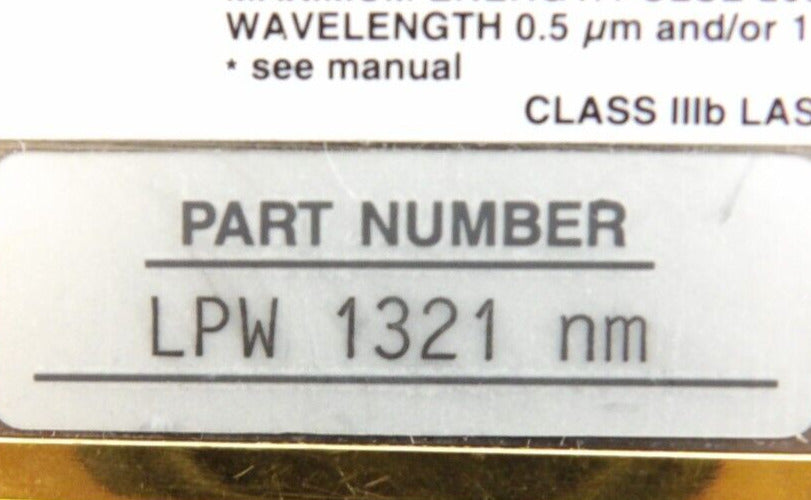 WAVELENGTH 0.5 μm and/or 1
* see manual
CLASS IIIb LAS
PART NUMBER
LPW 1321 nm